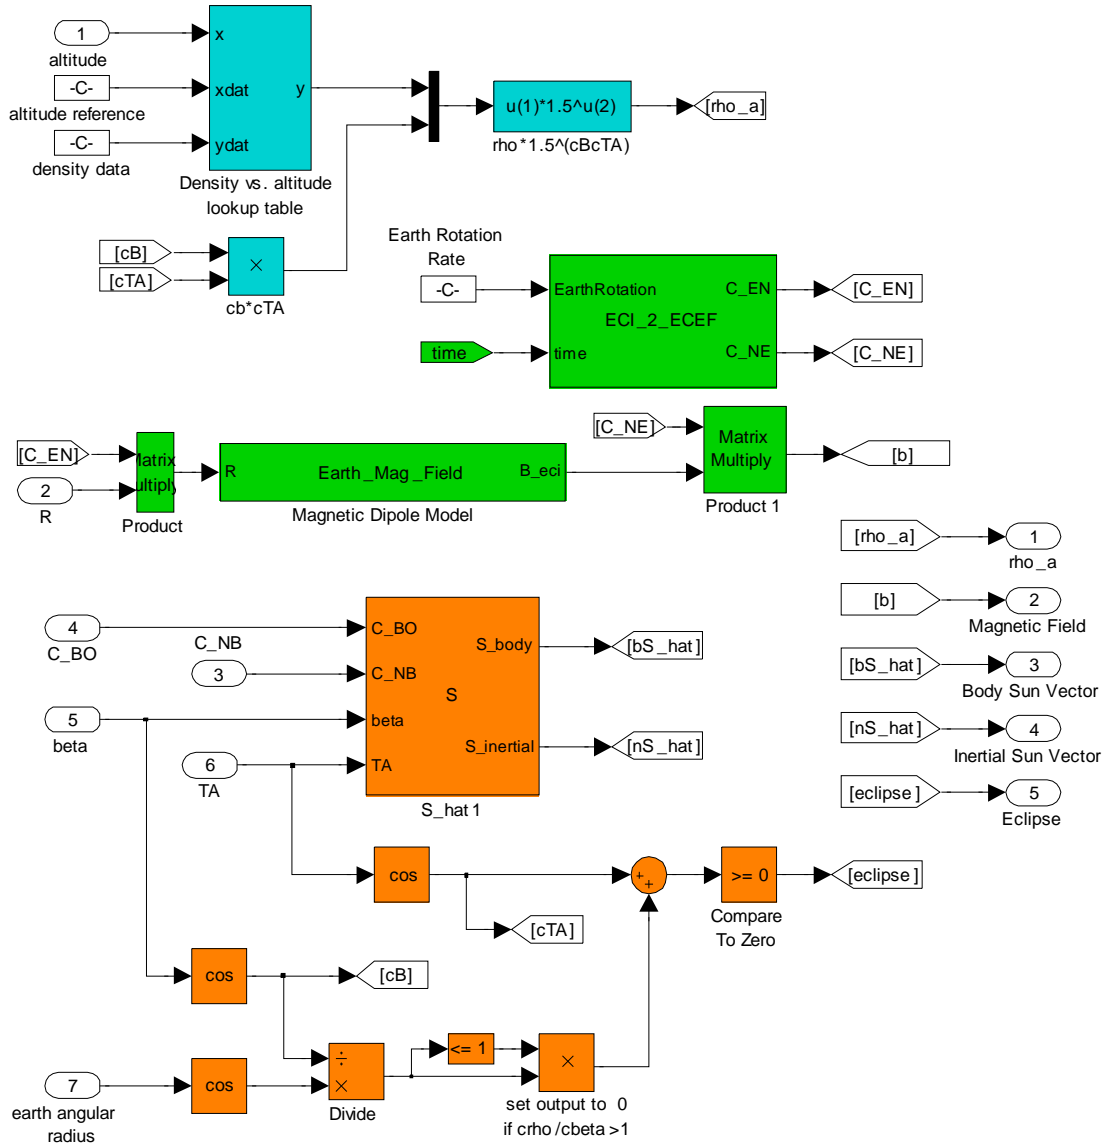 1
altitude
-C-
altitude reference
-C-
density data
x
xdat
ydat
y
Density vs. altitude
lookup table
u(1)*1.5^u(2)
rho*1.5^(cBcTA)
[rho_a]
[cB]
[cTA]
×
cb*cTA
Earth Rotation
Rate
-C-
time
EarthRotation
time
C_EN
ECI_2_ECEF
C_NE
[C_EN]
[C_NE]
[C_EN]
2
R
Matrix
Multiply
Product
R
Earth_Mag_Field
B_eci
Magnetic Dipole Model
[C_NE]
Matrix
Multiply
Product 1
[b]
[rho_a]
1
rho_a
[b]
2
Magnetic Field
[bS_hat]
3
Body Sun Vector
[nS_hat]
4
Inertial Sun Vector
[eclipse]
5
Eclipse
4
C_BO
C_NB
3
5
beta
6
TA
C_BO
C_NB
beta
TA
S
S_body
S_inertial
S_hat1
[bS_hat]
[nS_hat]
cos
[cTA]
+
+
>= 0
Compare
To Zero
[eclipse]
cos
[cB]
7
earth angular
radius
cos
÷
×
Divide
<= 1
×
set output to 0
if crho/cbeta>1